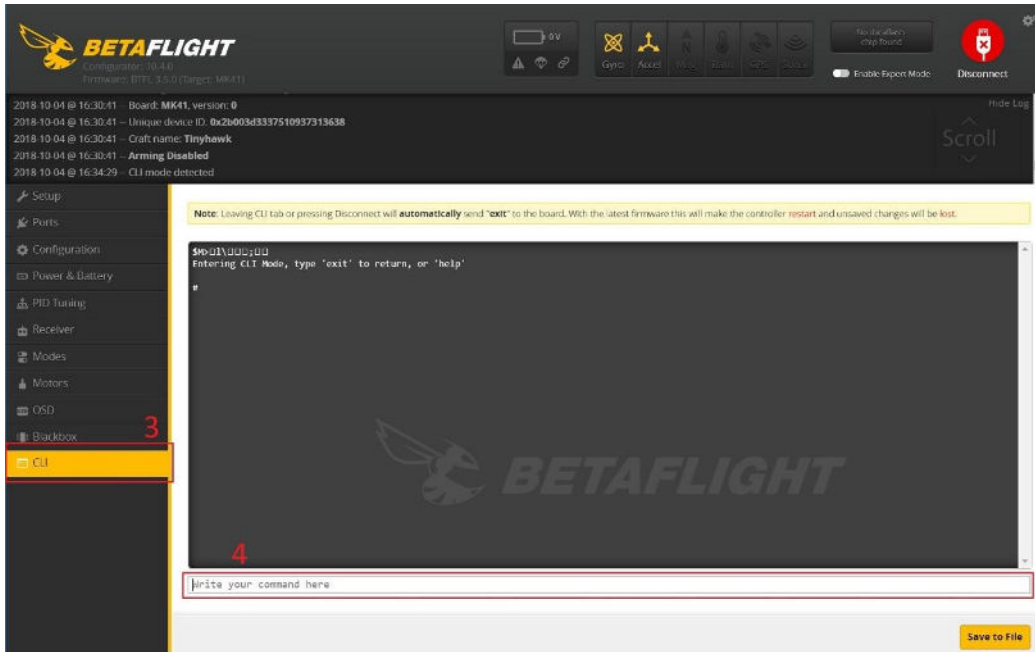 BETAFLIGHT
Configurator: 10.4.0
Firmware: BTFL 3.5.0 (Target: MK41)
0 V
Gyro Accel Mag Baro GPS Sonar
No dataflash
chip found
Enable Expert Mode
Disconnect
2018-10-04 @ 16:30:41 -- Board: MK41, version: 0
2018-10-04 @ 16:30:41 -- Unique device ID: 0x2b003d3337510937313638
2018-10-04 @ 16:30:41 -- Craft name: Tinyhawk
2018-10-04 @ 16:30:41 -- Arming Disabled
2018-10-04 @ 16:34:29 -- CLI mode detected
Hide Log
Scroll
Setup
Ports
Configuration
Power & Battery
PID Tuning
Receiver
Modes
Motors
OSD
Blackbox
3
CLI
Note: Leaving CLI tab or pressing Disconnect will automatically send "exit" to the board. With the latest firmware this will make the controller restart and unsaved changes will be lost.
$M>□l\□□□;□□
Entering CLI Mode, type 'exit' to return, or 'help'
#
BETAFLIGHT
4
Write your command here
Save to File